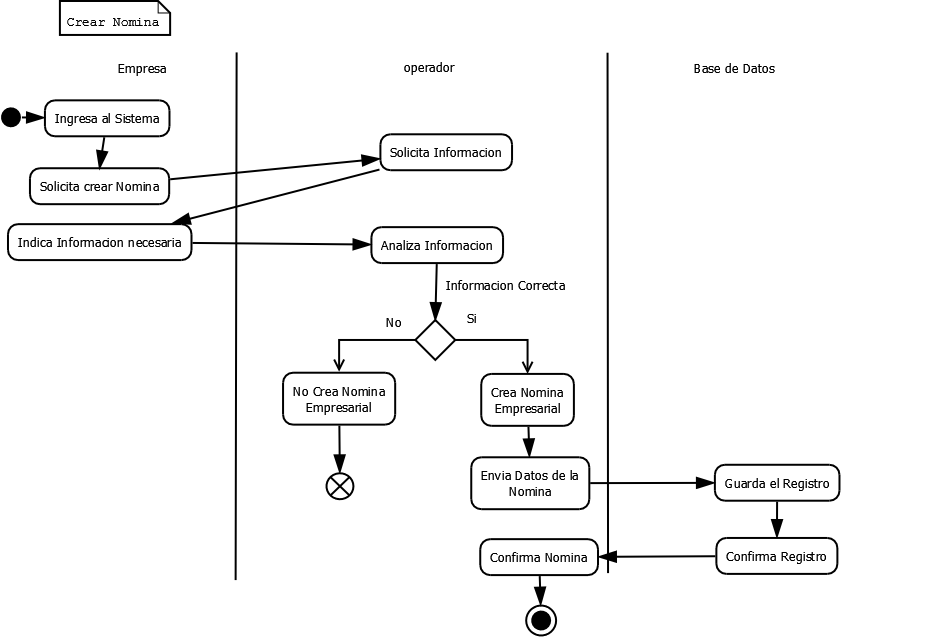 Crear Nomina
Empresa
operador
Base de Datos
Ingresa al Sistema
Solicita Informacion
Solicita crear Nomina
Indica Informacion necesaria
Analiza Informacion
Informacion Correcta
No
Si
No Crea Nomina
Empresarial
Crea Nomina
Empresarial
Envia Datos de la
Nomina
Guarda el Registro
Confirma Nomina
Confirma Registro